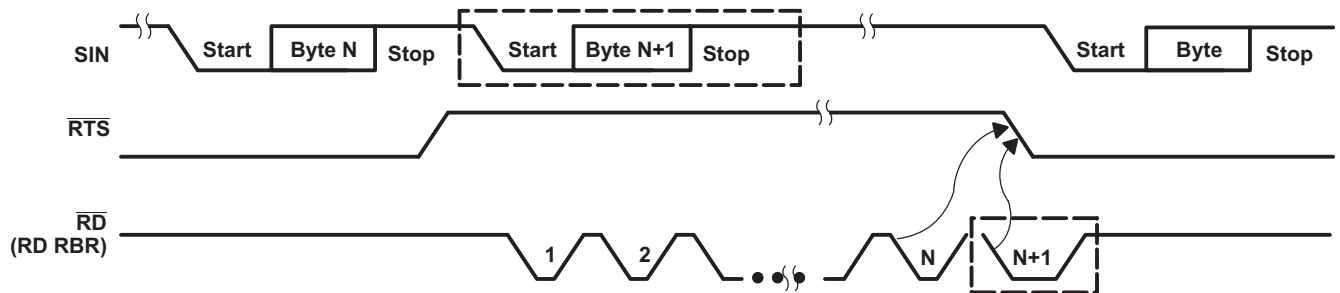 SIN
Start
Byte N
Stop
Start
Byte N+1
Stop
Start
Byte
Stop
RTS
RD
(RD RBR)
1
2
N
N+1